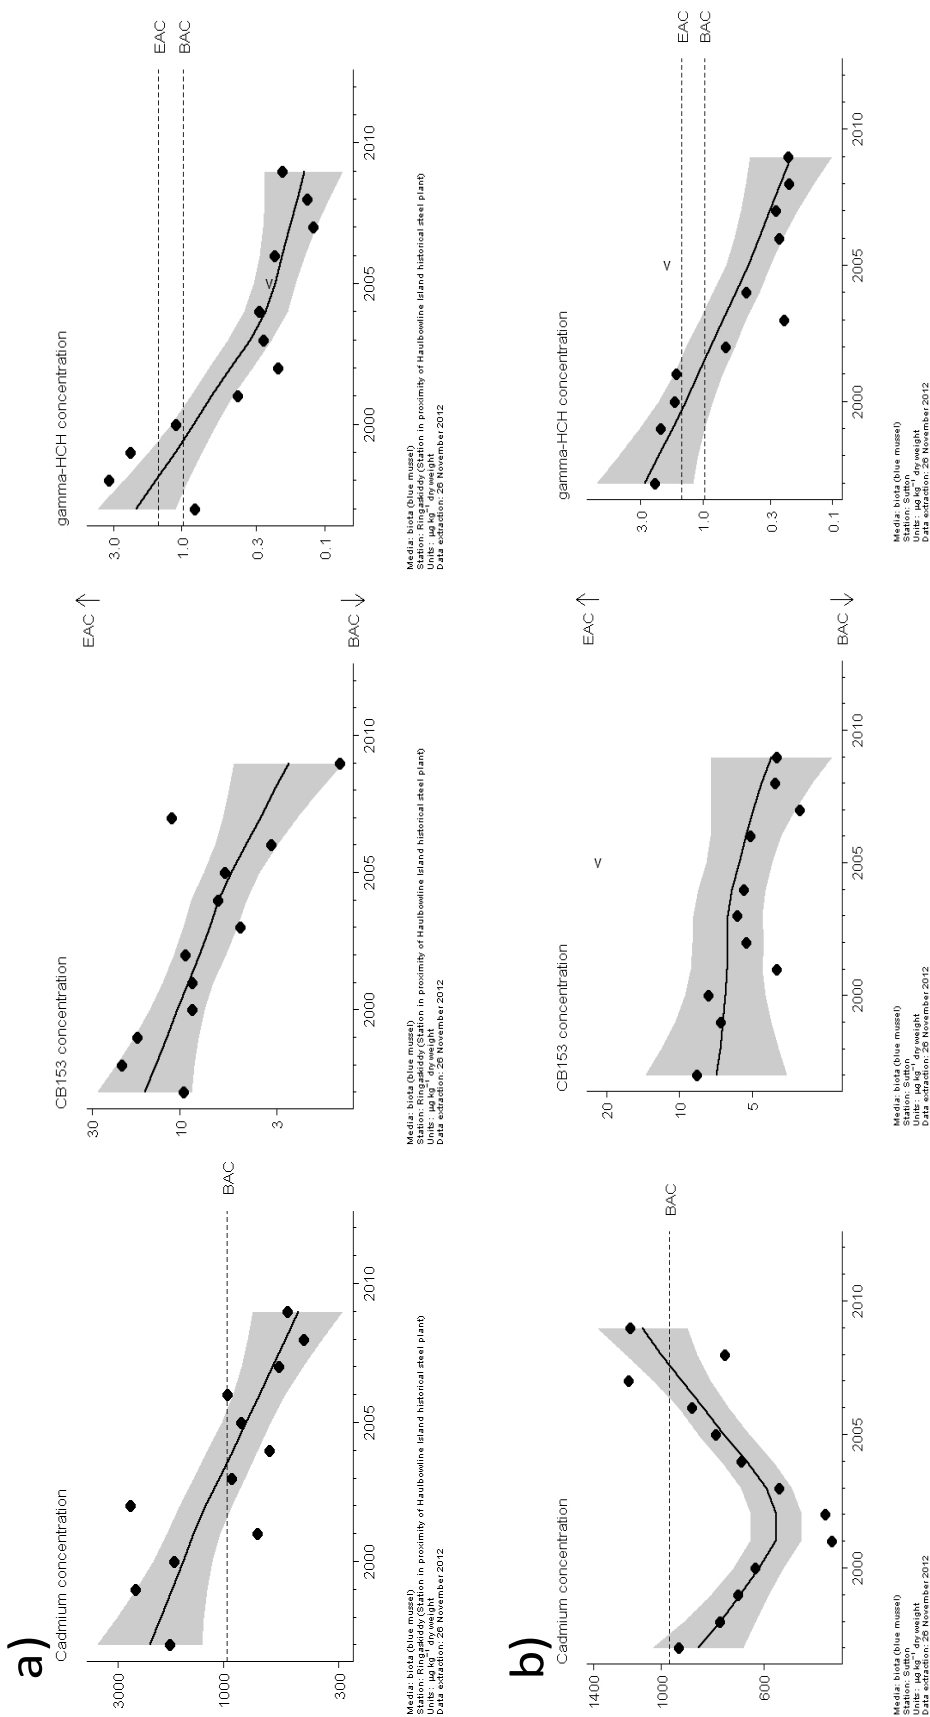 a)
Cadmium concentration
3000
1000
300
2000
2005
2010
BAC
Media: biota (blue mussel)
Station: Ringaskiddy (Station in proximity of Haulbowline Island historical steel plant)
Units: µg kg⁻¹ dry weight
Data extraction: 26 November 2012
CB153 concentration
30
10
3
2000
2005
2010
EAC ↑
BAC ↓
Media: biota (blue mussel)
Station: Ringaskiddy (Station in proximity of Haulbowline Island historical steel plant)
Units: µg kg⁻¹ dry weight
Data extraction: 26 November 2012
gamma-HCH concentration
3.0
1.0
0.3
0.1
2000
2005
2010
EAC
BAC
<
Media: biota (blue mussel)
Station: Ringaskiddy (Station in proximity of Haulbowline Island historical steel plant)
Units: µg kg⁻¹ dry weight
Data extraction: 26 November 2012
b)
Cadmium concentration
1400
1000
600
2000
2005
2010
BAC
Media: biota (blue mussel)
Station: Sutton
Units: µg kg⁻¹ dry weight
Data extraction: 26 November 2012
CB153 concentration
20
10
5
2000
2005
2010
EAC ↑
BAC ↓
<
Media: biota (blue mussel)
Station: Sutton
Units: µg kg⁻¹ dry weight
Data extraction: 26 November 2012
gamma-HCH concentration
3.0
1.0
0.3
0.1
2000
2005
2010
EAC
BAC
<
Media: biota (blue mussel)
Station: Sutton
Units: µg kg⁻¹ dry weight
Data extraction: 26 November 2012